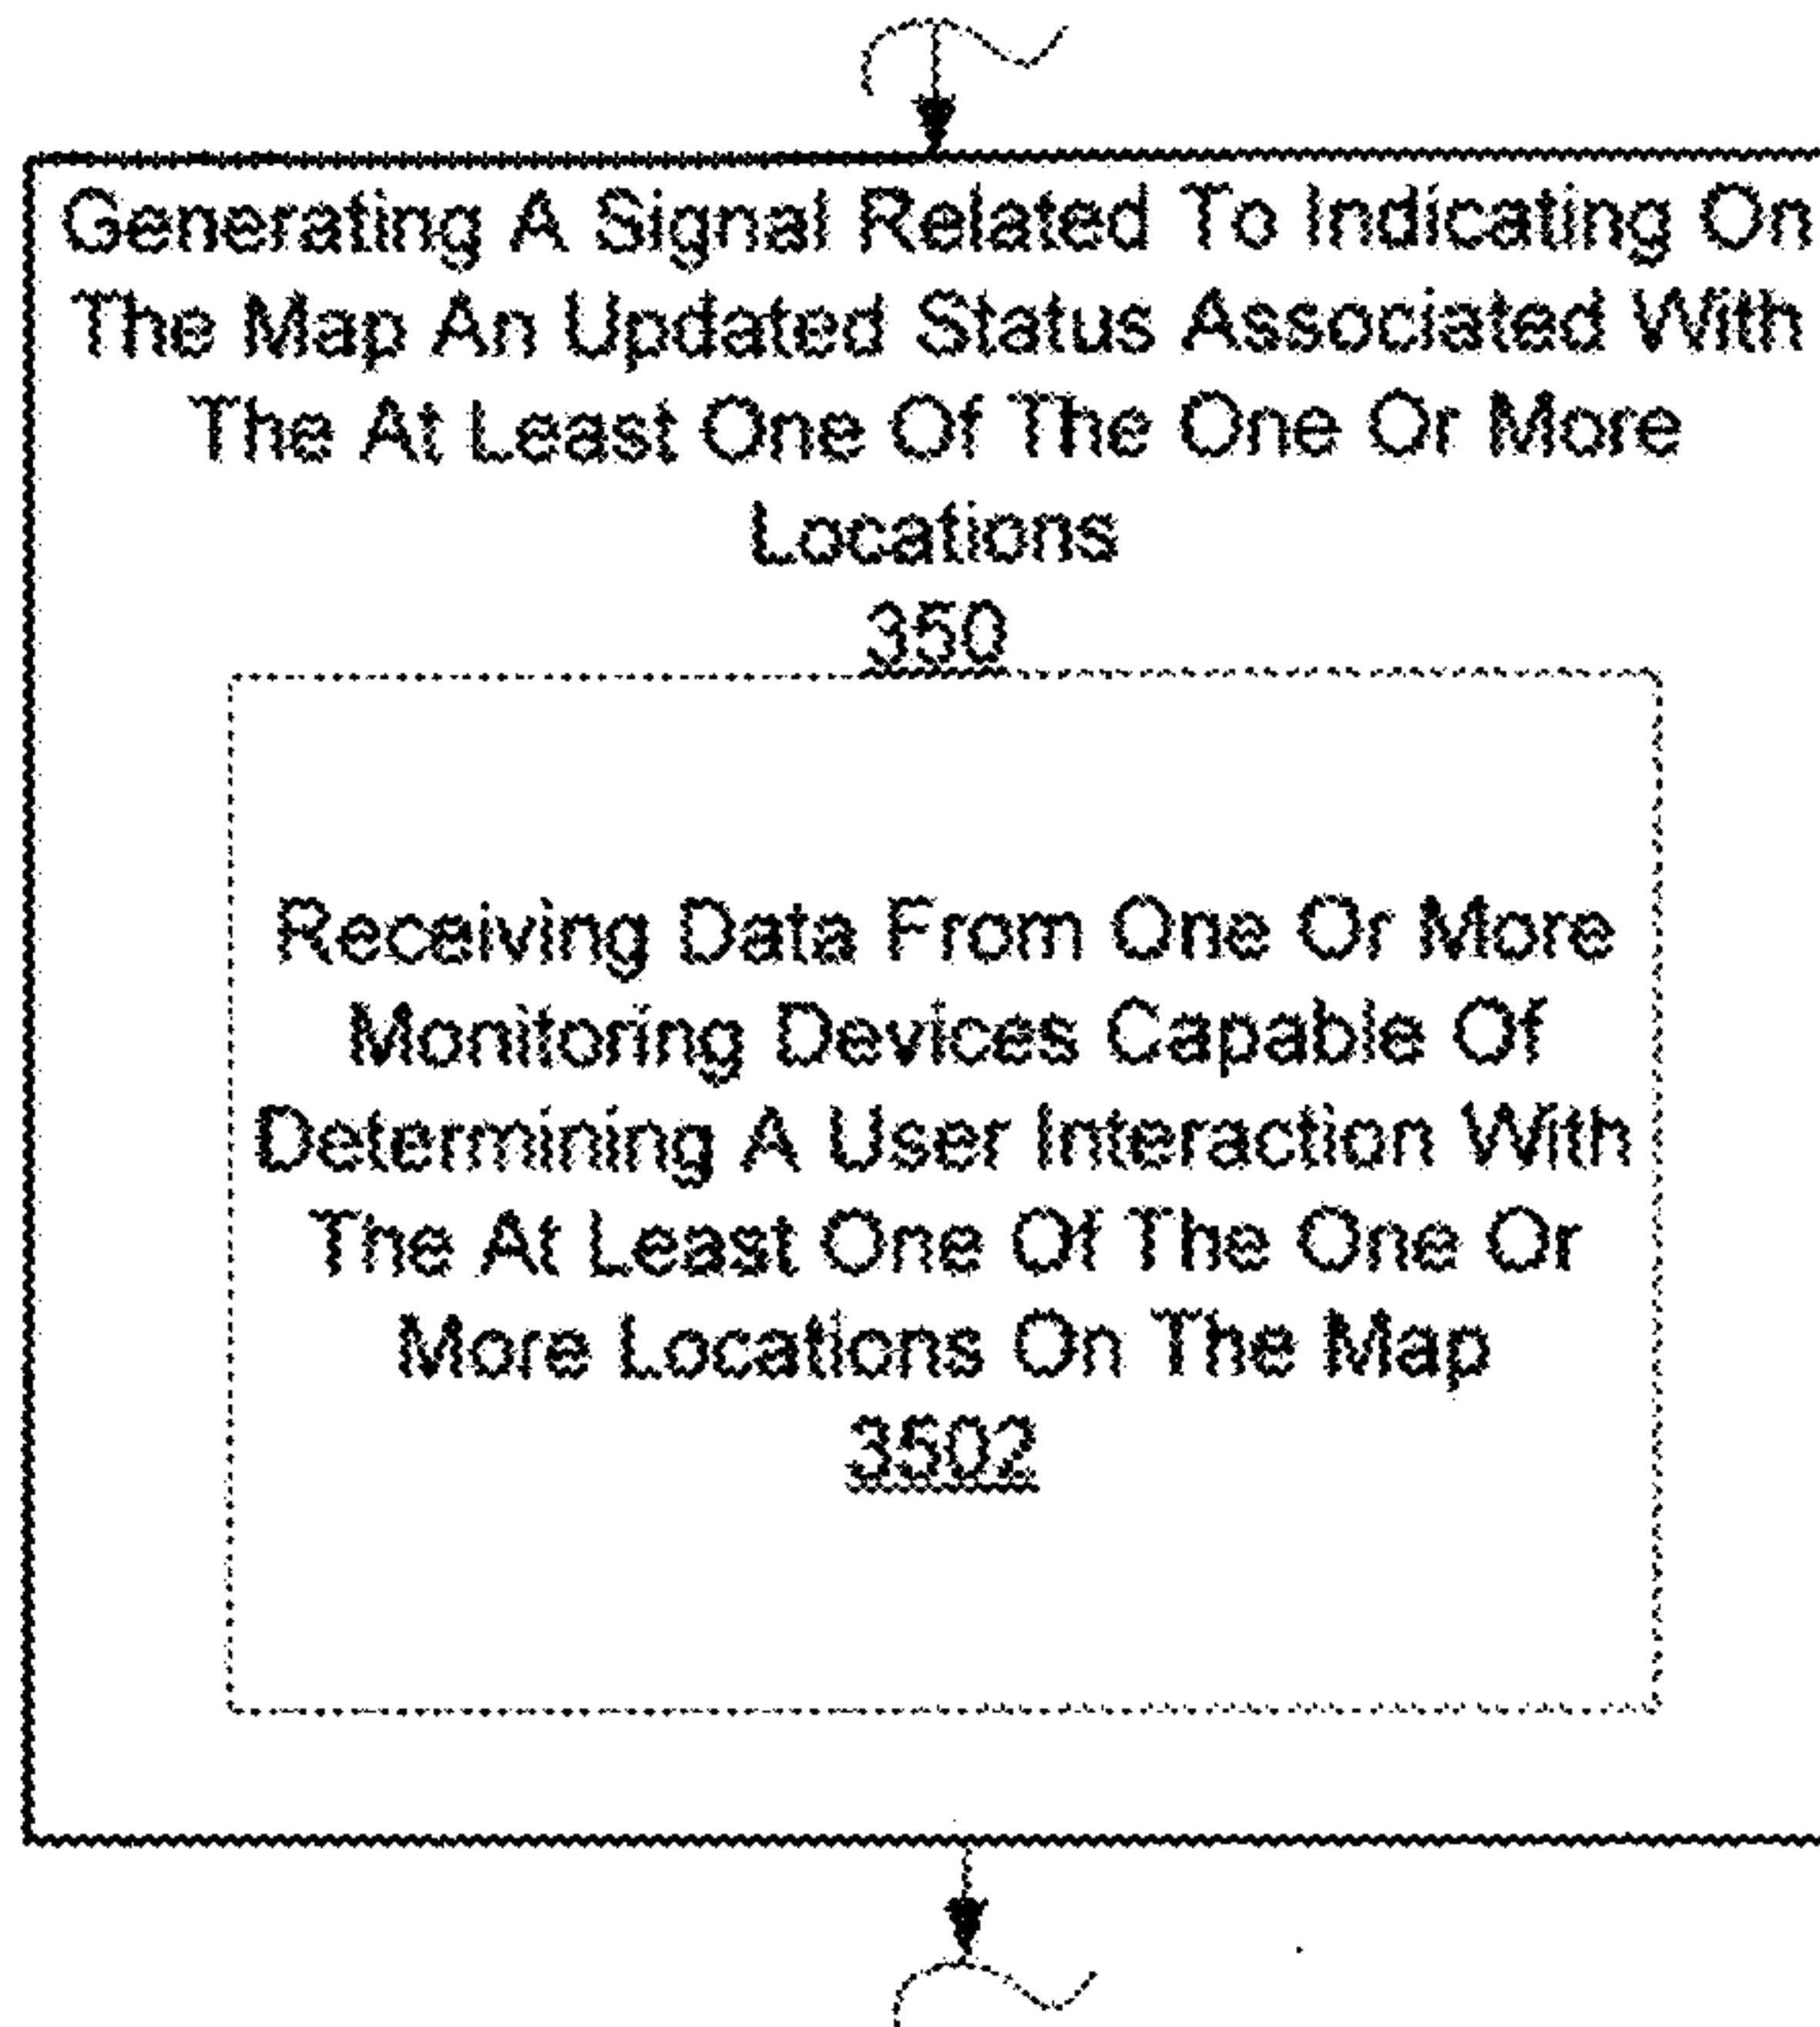 Generating A Signal Related To Indicating On
The Map An Updated Status Associated With
The At Least One Of The One Or More
Locations
350
Receiving Data From One Or More
Monitoring Devices Capable Of
Determining A User Interaction With
The At Least One Of The One Or
More Locations On The Map
3502